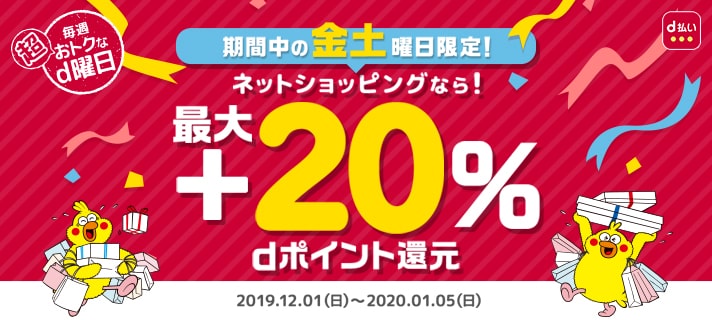 超
毎週
おトクな
d曜日
d払い
期間中の金土曜日限定!
ネットショッピングなら!
最大
+20%
dポイント還元
2019.12.01(日)～2020.01.05(日)